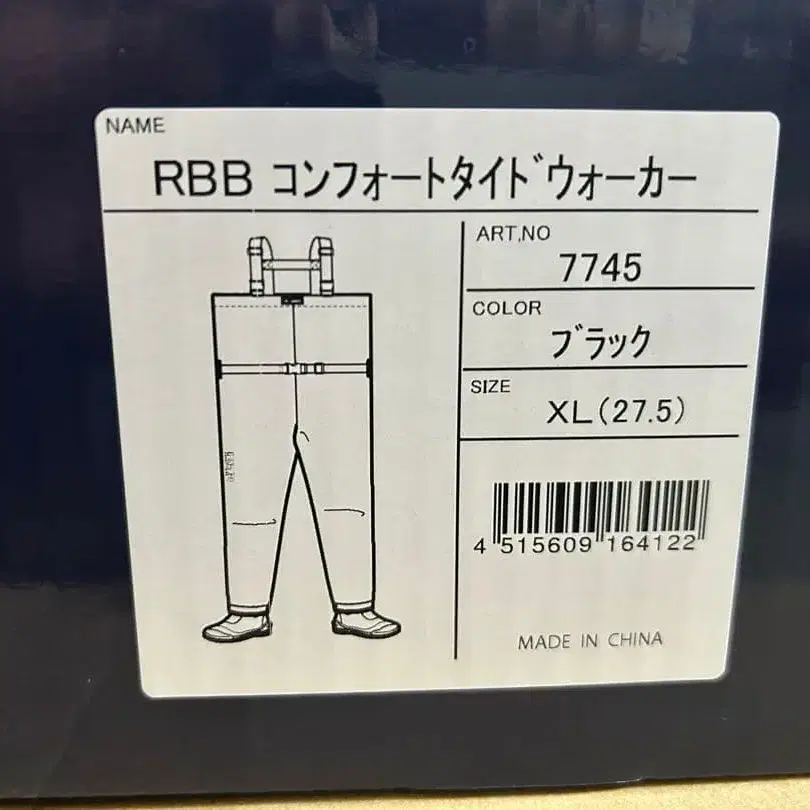 NAME
RBB コンフォートタイドウォーカー
ART.NO
7745
COLOR
ブラック
SIZE
XL(27.5)
4 515609 164122
MADE IN CHINA